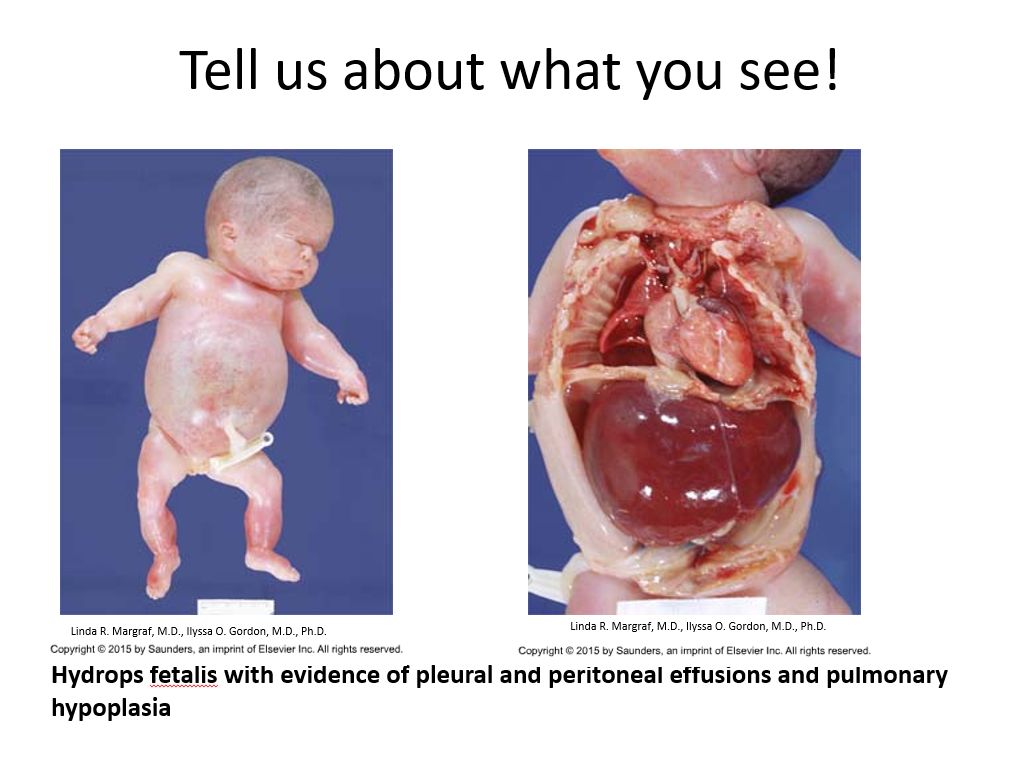 Tell us about what you see!
Linda R. Margraf, M.D., Ilyssa O. Gordon, M.D., Ph.D.
Copyright © 2015 by Saunders, an imprint of Elsevier Inc. All rights reserved.
Linda R. Margraf, M.D., Ilyssa O. Gordon, M.D., Ph.D.
Copyright © 2015 by Saunders, an imprint of Elsevier Inc. All rights reserved.
Hydrops fetalis with evidence of pleural and peritoneal effusions and pulmonary
hypoplasia